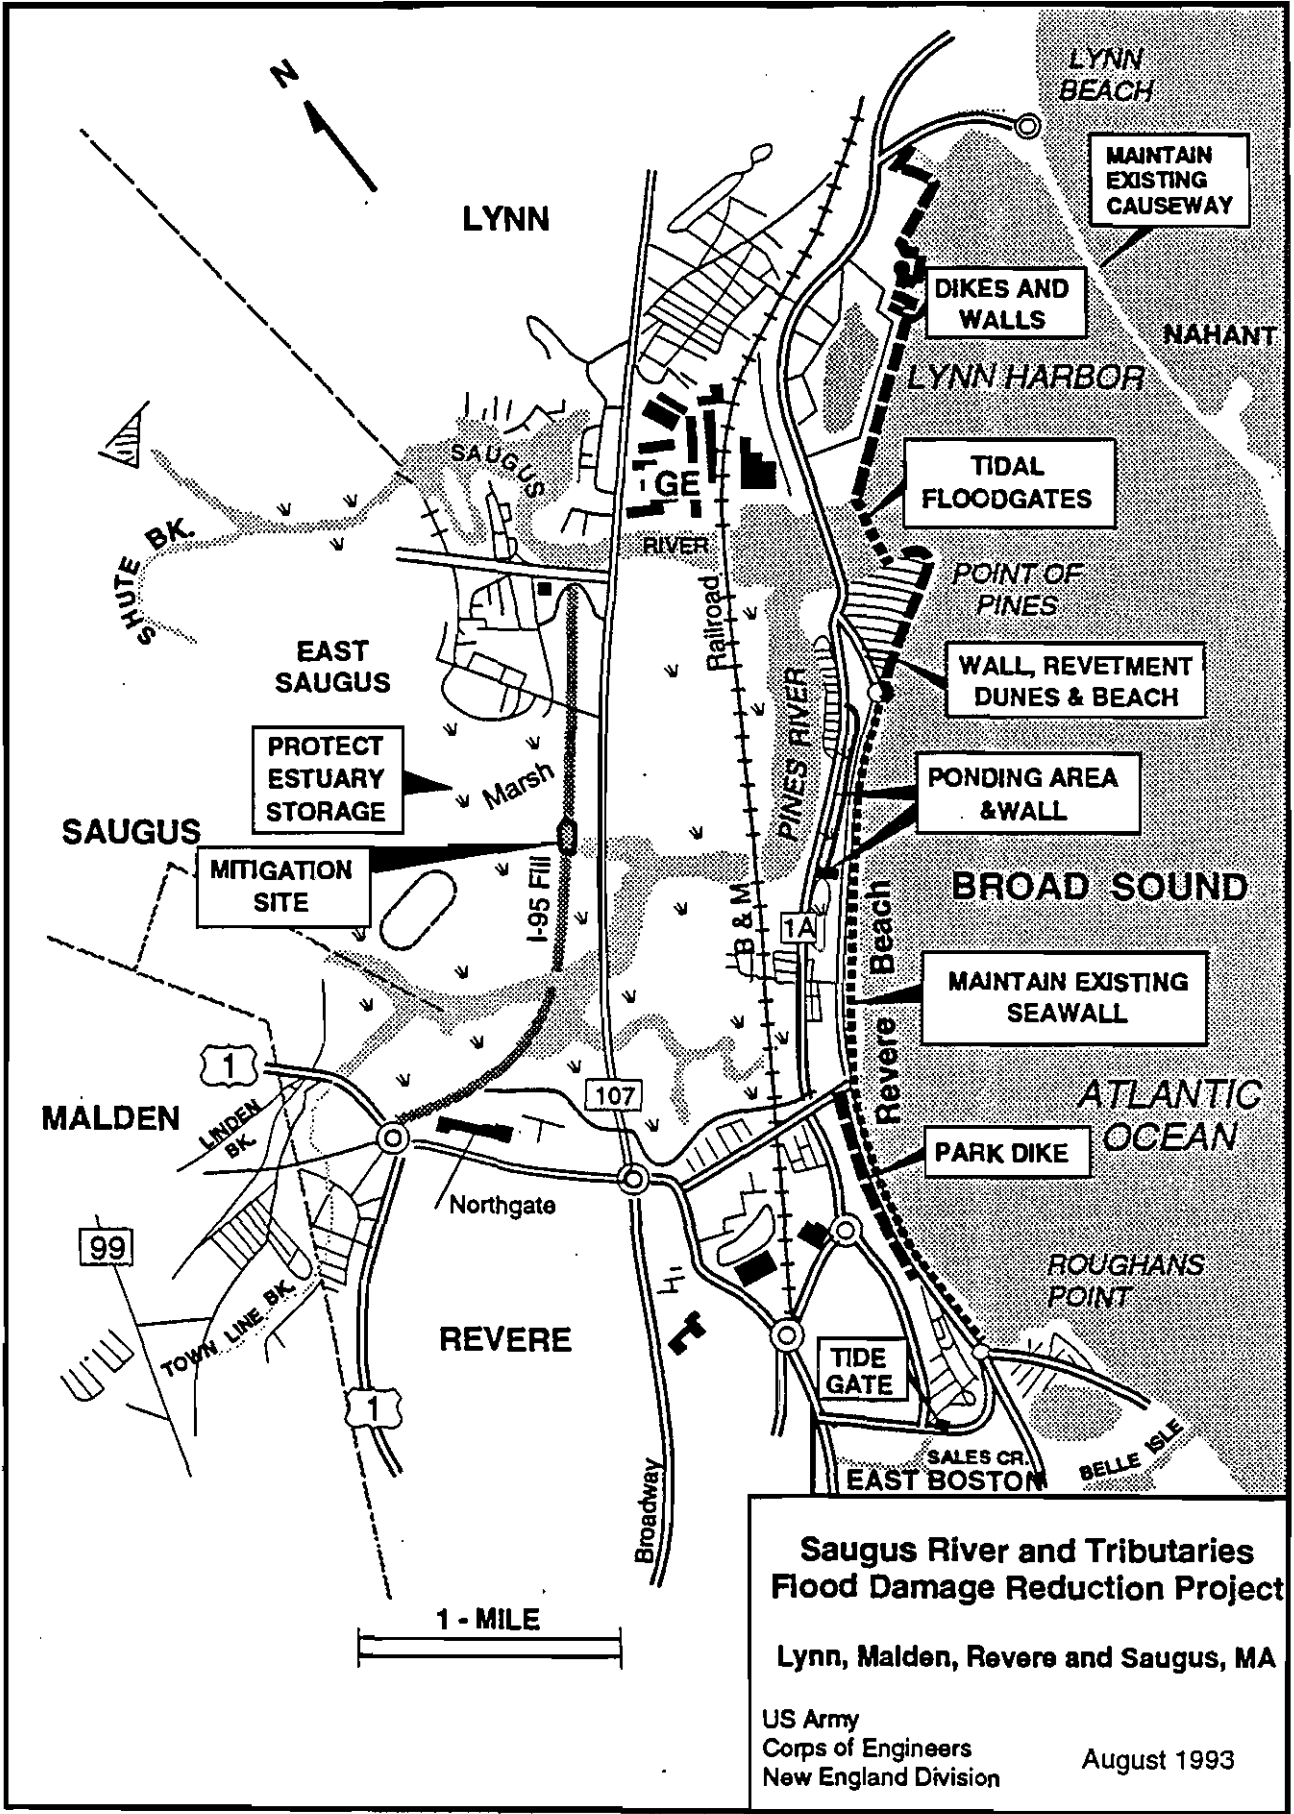 N
LYNN
BEACH
MAINTAIN
EXISTING
CAUSEWAY
LYNN
DIKES AND
WALLS
NAHANT
LYNN HARBOR
SAUGUS
GE
TIDAL
FLOODGATES
RIVER
SHUTE BK.
POINT OF
PINES
Railroad
EAST
SAUGUS
WALL, REVETMENT
DUNES & BEACH
PINES RIVER
PROTECT
ESTUARY
STORAGE
Marsh
PONDING AREA
&WALL
SAUGUS
MITIGATION
SITE
I-95 Fill
B & M
1A
BROAD SOUND
Revere Beach
MAINTAIN EXISTING
SEAWALL
1
107
MALDEN
LINDEN
BK.
ATLANTIC
OCEAN
PARK DIKE
Northgate
99
ROUGHANS
POINT
TOWN LINE BK.
REVERE
TIDE
GATE
1
Broadway
SALES CR.
EAST BOSTON
BELLE ISLE
1 - MILE
Saugus River and Tributaries
Flood Damage Reduction Project
Lynn, Malden, Revere and Saugus, MA
US Army
Corps of Engineers
New England Division
August 1993